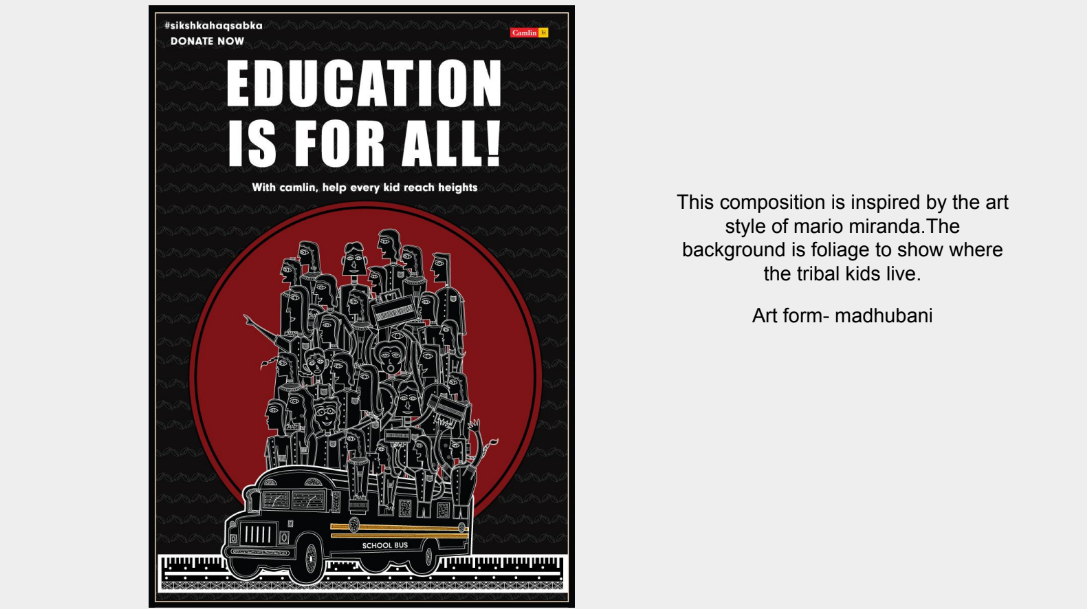 #sikshkahaqsabka
DONATE NOW
Camlin
EDUCATION
IS FOR ALL!
With camlin, help every kid reach heights
SCHOOL BUS
This composition is inspired by the art
style of mario miranda.The
background is foliage to show where
the tribal kids live.
Art form- madhubani